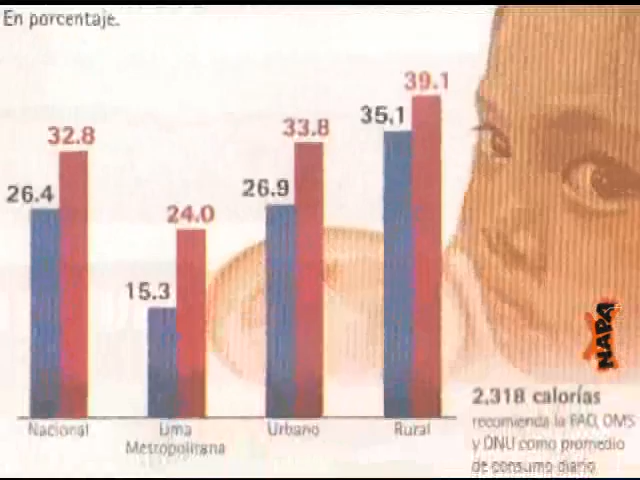 En porcentaje.
39.1
35.1
33.8
32.8
26.9
26.4
24.0
15.3
Nacional
Lima
Metropolitana
Urbano
Rural
NAPA
2,318 calorías
recomienda la FAO, OMS
y ONU como promedio
de consumo diario